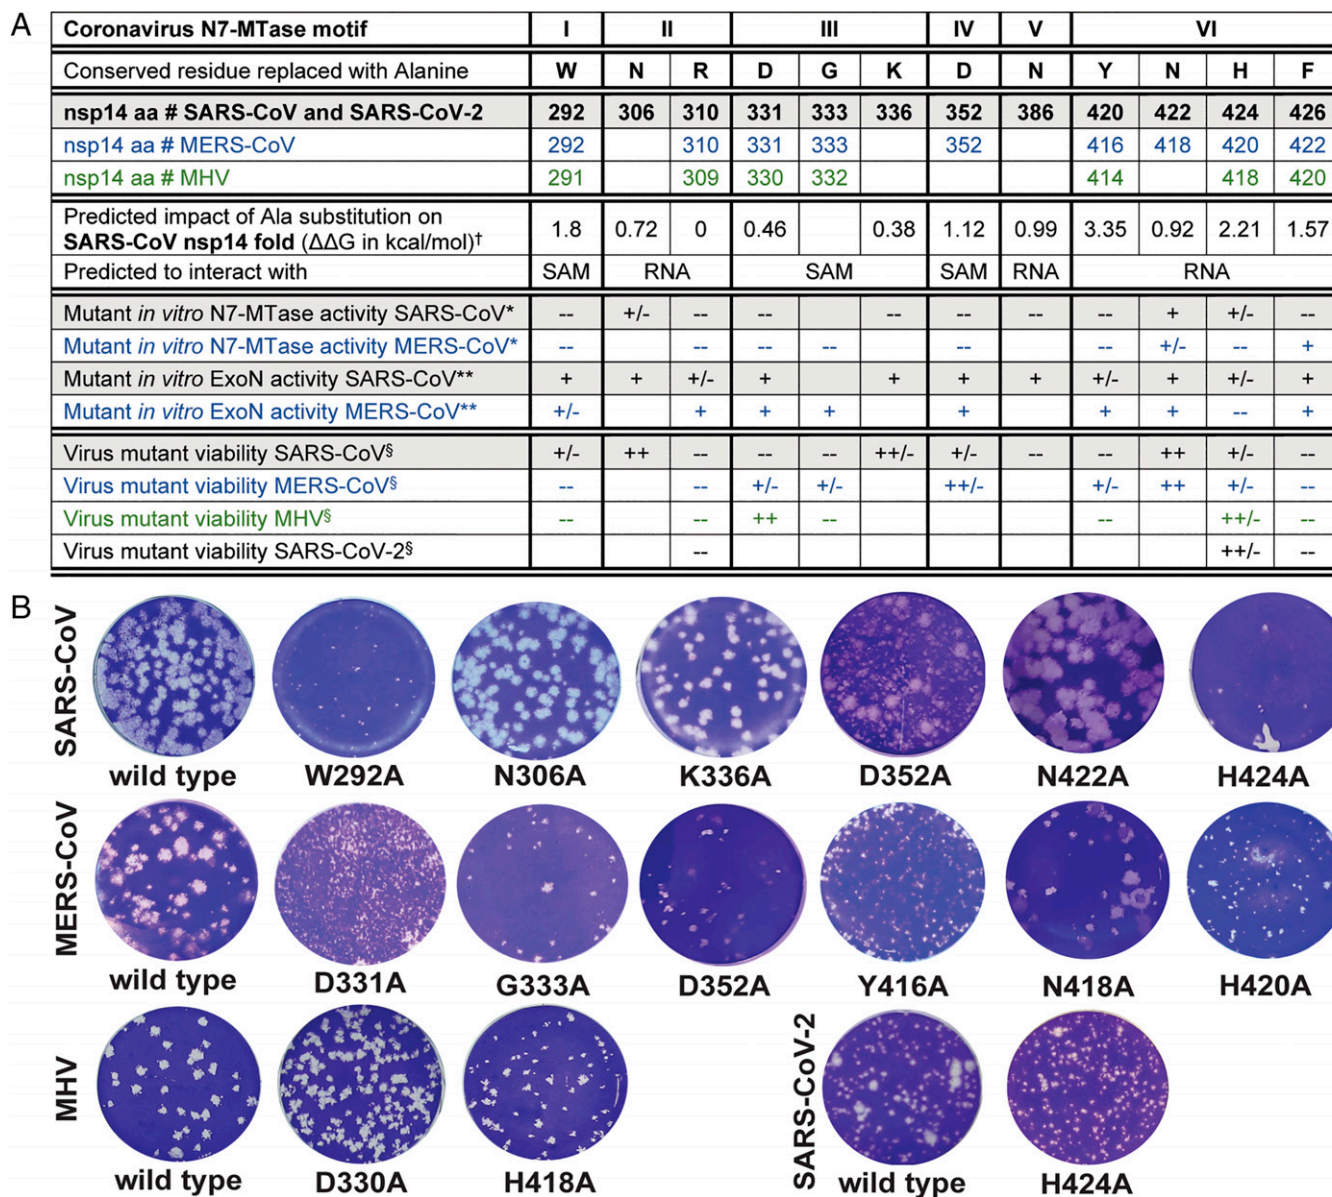 A
Coronavirus N7-MTase motif I II III IV V VI
Conserved residue replaced with Alanine W N R D G K D N Y N H F
nsp14 aa # SARS-CoV and SARS-CoV-2 292 306 310 331 333 336 352 386 420 422 424 426
nsp14 aa # MERS-CoV 292 310 331 333 352 416 418 420 422
nsp14 aa # MHV 291 309 330 332 414 418 420
Predicted impact of Ala substitution on
SARS-CoV nsp14 fold (ΔΔG in kcal/mol)† 1.8 0.72 0 0.46 0.38 1.12 0.99 3.35 0.92 2.21 1.57
Predicted to interact with SAM RNA SAM SAM RNA RNA
Mutant in vitro N7-MTase activity SARS-CoV* -- +/- -- -- -- -- -- -- + +/- --
Mutant in vitro N7-MTase activity MERS-CoV* -- -- -- -- -- -- +/- -- +
Mutant in vitro ExoN activity SARS-CoV** + + +/- + + + + +/- + +/- +
Mutant in vitro ExoN activity MERS-CoV** +/- + + + + + + -- +
Virus mutant viability SARS-CoV§ +/- ++ -- -- -- ++/- +/- -- -- ++ +/- --
Virus mutant viability MERS-CoV§ -- -- +/- +/- ++/- +/- ++ +/- --
Virus mutant viability MHV§ -- -- ++ -- -- ++/- --
Virus mutant viability SARS-CoV-2§ -- ++/- --
B
SARS-CoV
wild type W292A N306A K336A D352A N422A H424A
MERS-CoV
wild type D331A G333A D352A Y416A N418A H420A
MHV
wild type D330A H418A
SARS-CoV-2
wild type H424A